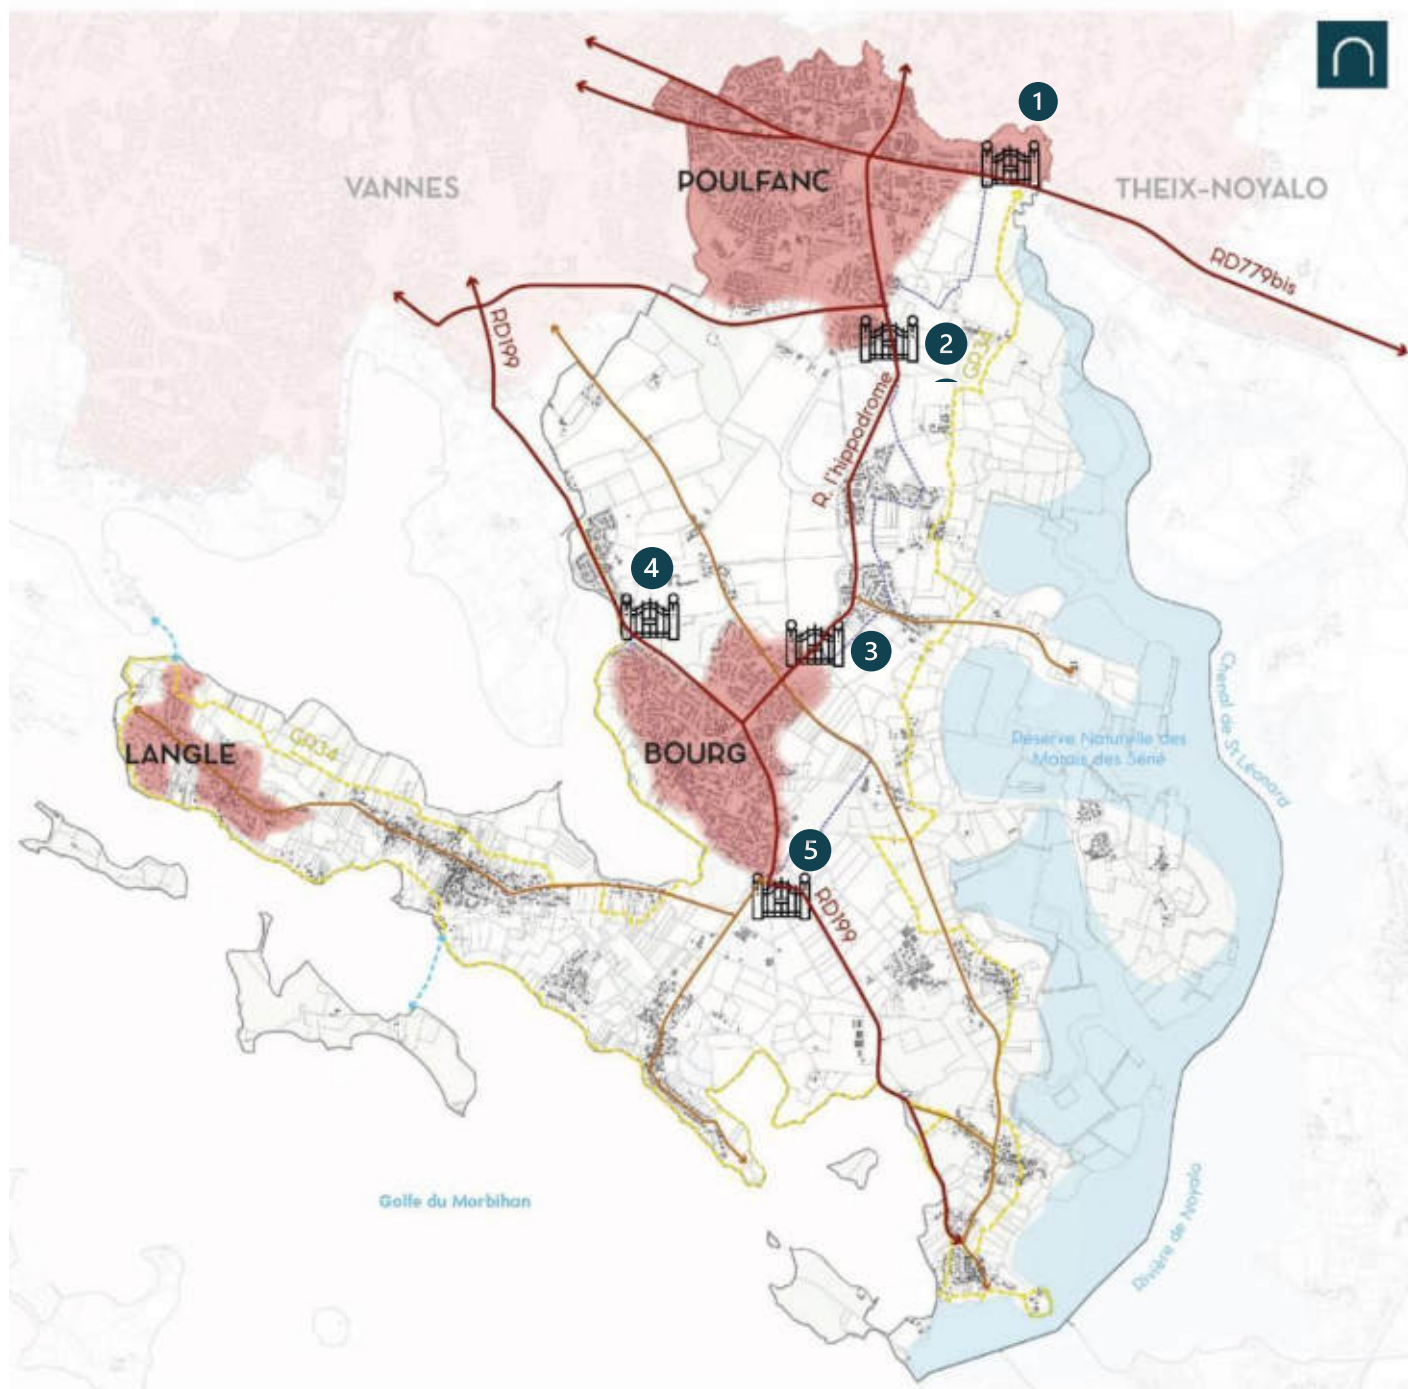 1
POULFANC
VANNES
THEIX-NOYALO
RD779bis
RD199
2
GR34
R. l'hippodrome
4
3
Chenal de St Léonard
Réserve Naturelle des
Marais des Séné
LANGLE
GR34
BOURG
5
RD199
Golfe du Morbihan
Rivière de Noyalo